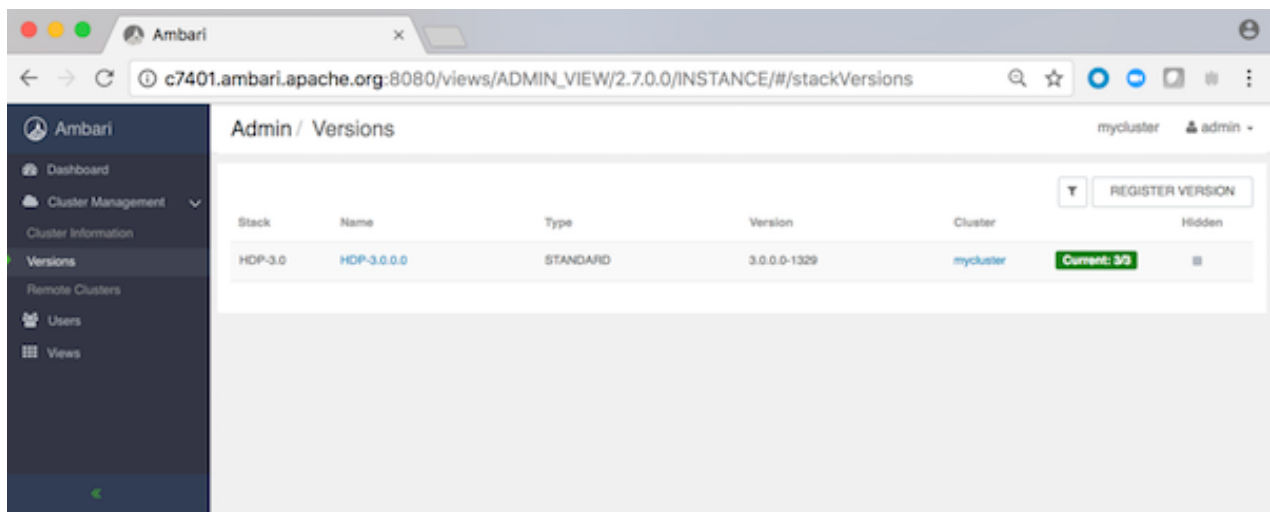 Ambari
c7401.ambari.apache.org:8080/views/ADMIN_VIEW/2.7.0.0/INSTANCE/#/stackVersions
Ambari
Admin / Versions
mycluster
admin
Dashboard
Cluster Management
Cluster Information
Versions
Remote Clusters
Users
Views
REGISTER VERSION
Stack Name Type Version Cluster Hidden
HDP-3.0 HDP-3.0.0.0 STANDARD 3.0.0.0-1329 mycluster Current: 3/3